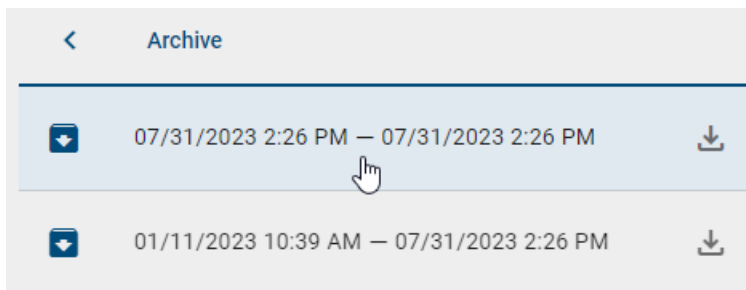 Archive
07/31/2023 2:26 PM — 07/31/2023 2:26 PM
01/11/2023 10:39 AM — 07/31/2023 2:26 PM